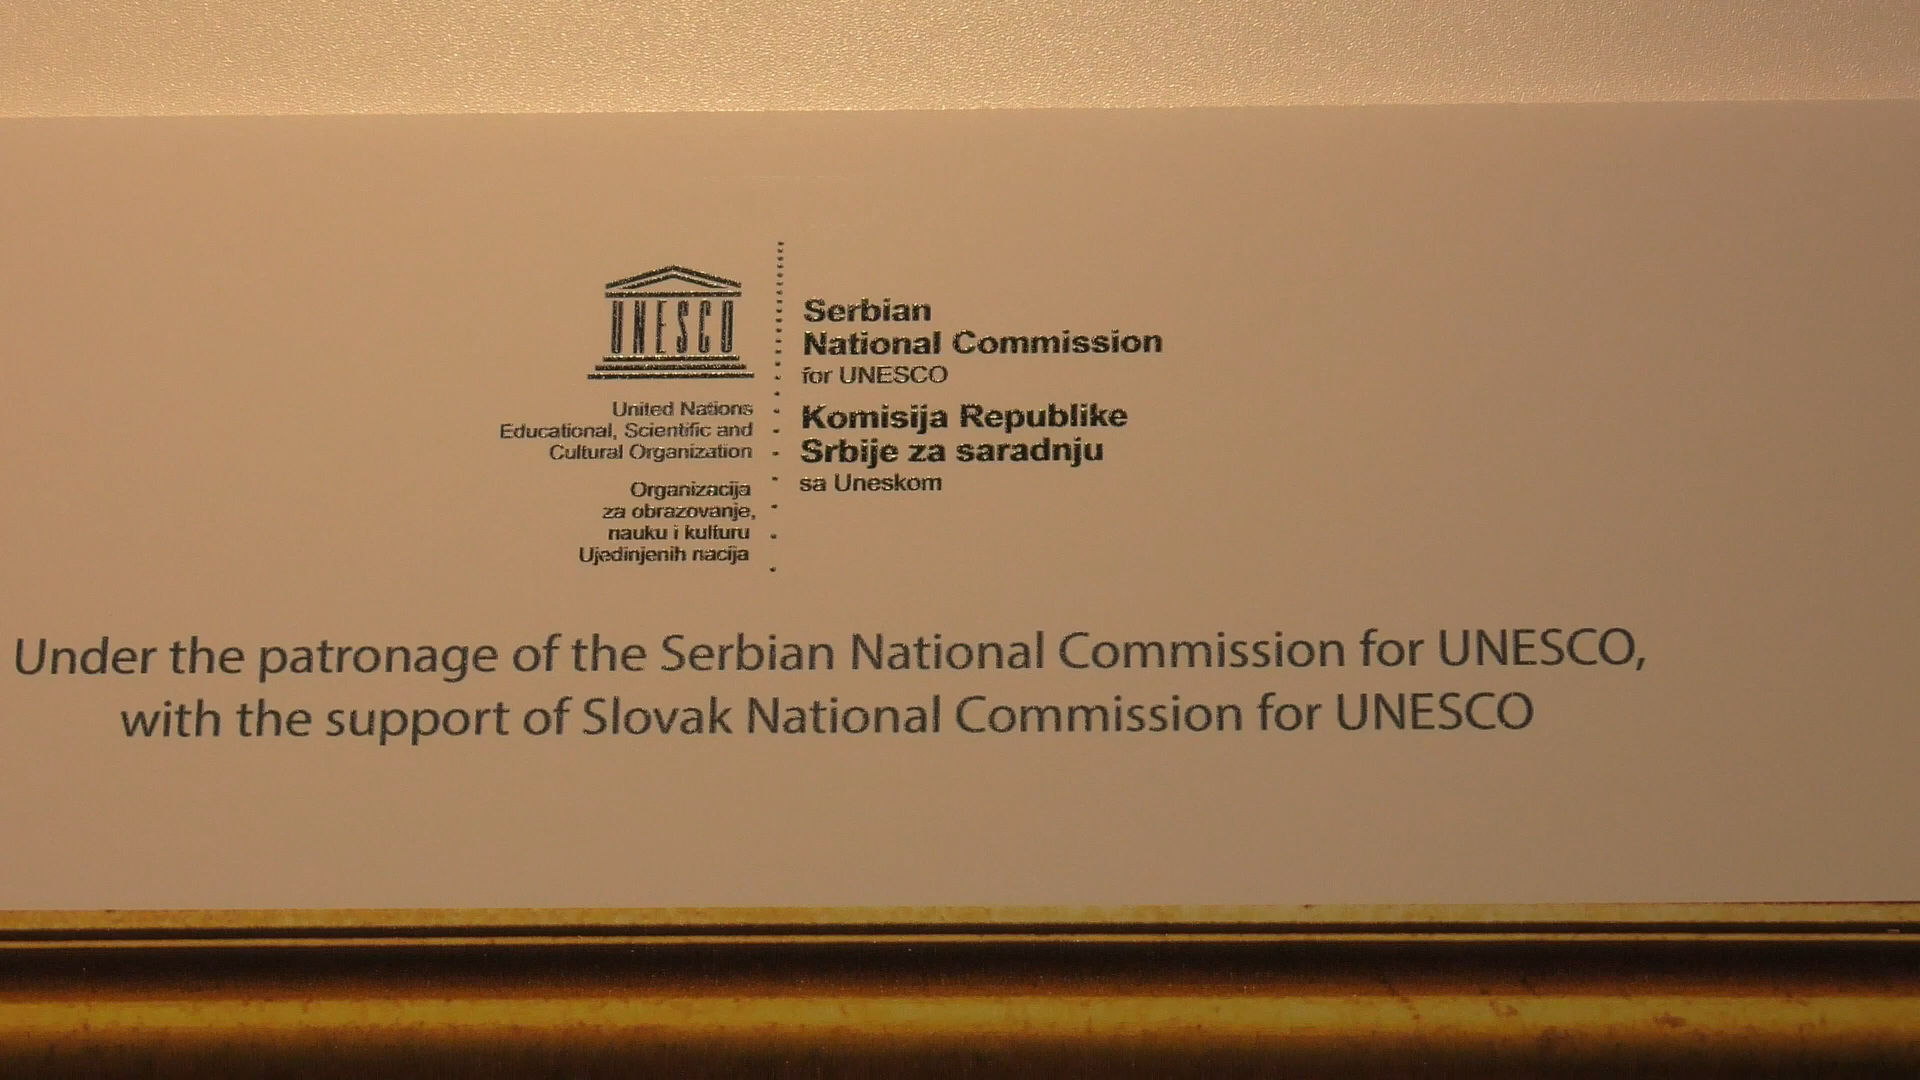 UNESCO
United Nations
Educational, Scientific and
Cultural Organization
Organizacija
za obrazovanje,
nauku i kulturu
Ujedinjenih nacija
Serbian
National Commission
for UNESCO
Komisija Republike
Srbije za saradnju
sa Uneskom
Under the patronage of the Serbian National Commission for UNESCO,
with the support of Slovak National Commission for UNESCO